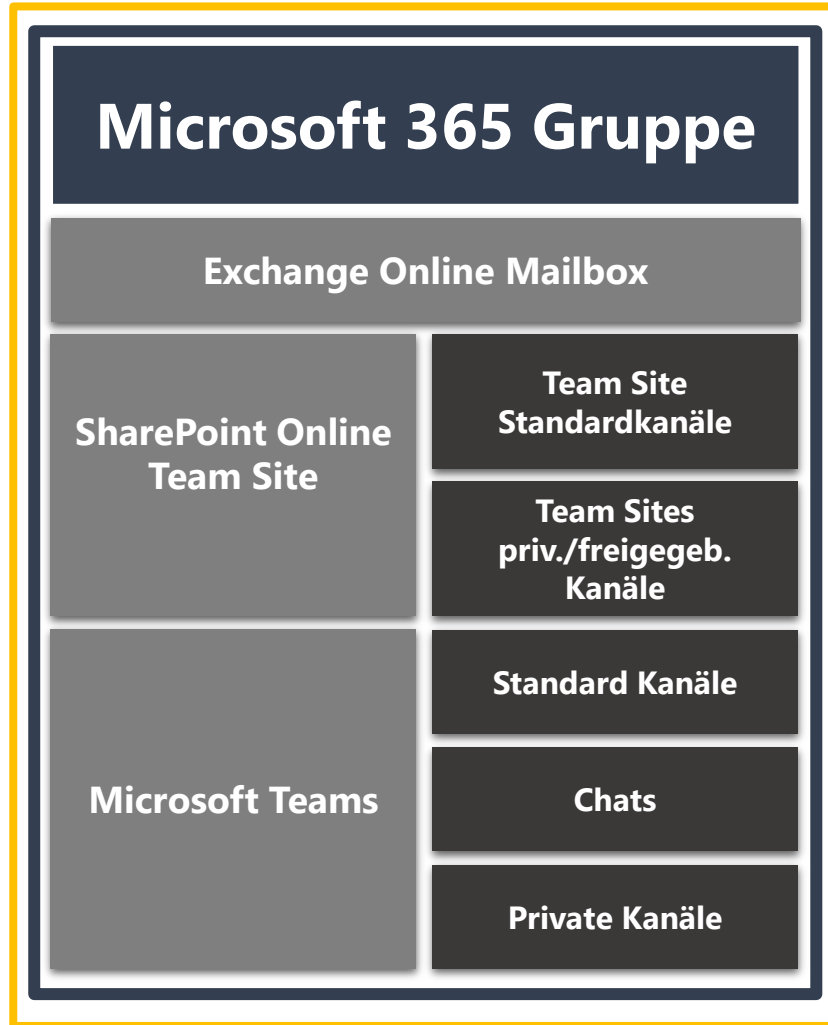 Microsoft 365 Gruppe
Exchange Online Mailbox
SharePoint Online
Team Site
Team Site
Standardkanäle
Team Sites
priv./freigegeb.
Kanäle
Microsoft Teams
Standard Kanäle
Chats
Private Kanäle